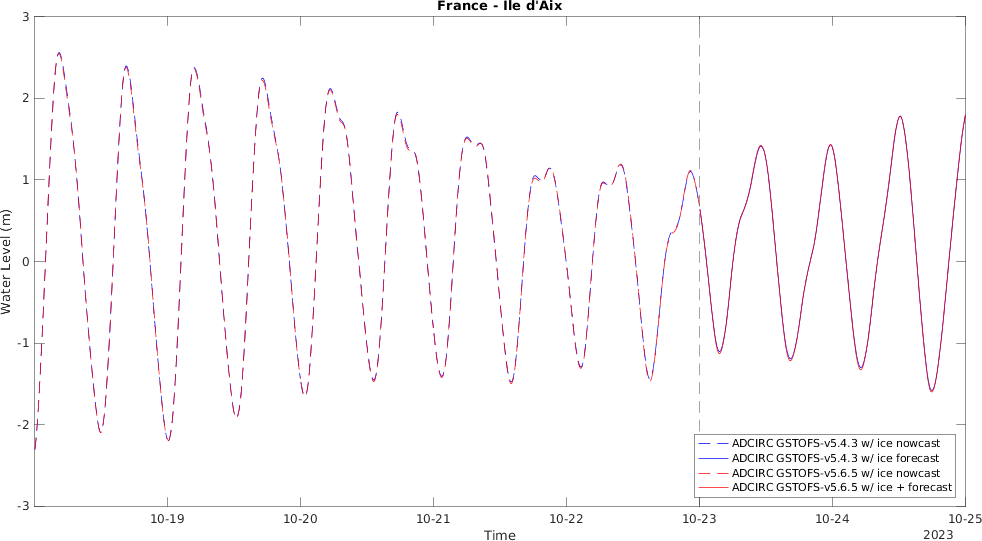 France - Ile d'Aix
3
2
1
0
-1
-2
-3
Water Level (m)
10-19
10-20
10-21
10-22
10-23
10-24
10-25
Time
2023
ADCIRC GSTOFS-v5.4.3 w/ ice nowcast
ADCIRC GSTOFS-v5.4.3 w/ ice forecast
ADCIRC GSTOFS-v5.6.5 w/ ice nowcast
ADCIRC GSTOFS-v5.6.5 w/ ice + forecast